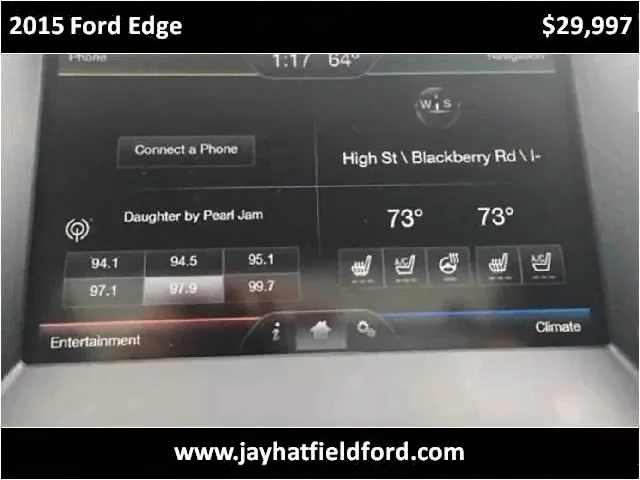 2015 Ford Edge $29,997
Phone 1:17 64° Navigation
W S
Connect a Phone
High St \ Blackberry Rd \ I-
Daughter by Pearl Jam
73° 73°
94.1 94.5 95.1
A/C A/C
97.1 97.9 99.7
Entertainment i Climate
www.jayhatfieldford.com